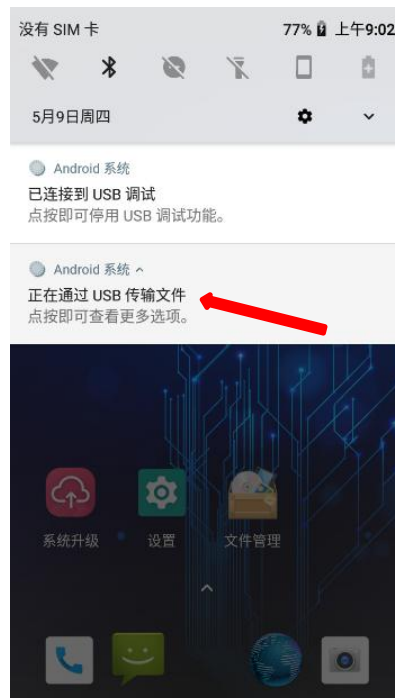 没有 SIM 卡 77% 上午9:02
5月9日周四
Android 系统
已连接到 USB 调试
点按即可停用 USB 调试功能。
Android 系统
正在通过 USB 传输文件
点按即可查看更多选项。
系统升级 设置 文件管理